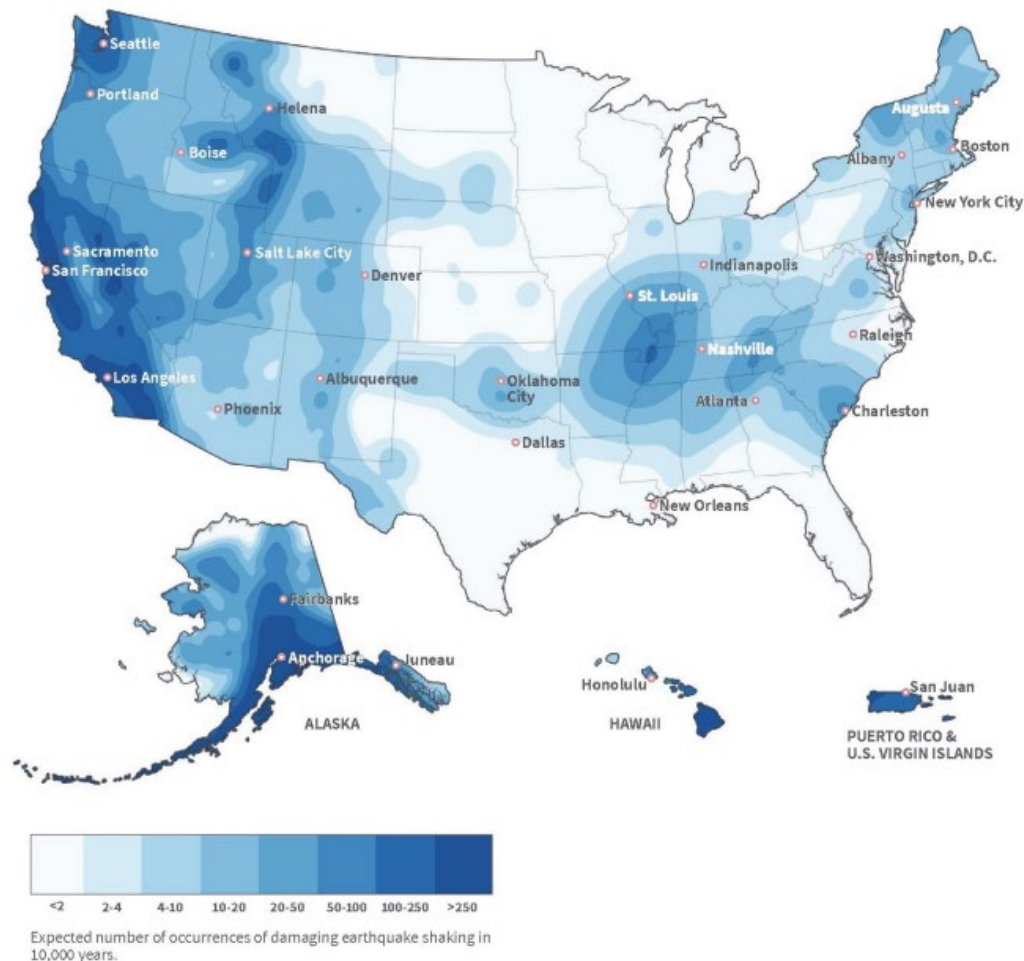 Seattle
Portland
Helena
Boise
Augusta
Boston
Albany
New York City
Sacramento
San Francisco
Salt Lake City
Denver
Indianapolis
Washington, D.C.
St. Louis
Nashville
Raleigh
Los Angeles
Phoenix
Albuquerque
Oklahoma
City
Atlanta
Charleston
Dallas
New Orleans
Fairbanks
Anchorage
Juneau
ALASKA
Honolulu
HAWAII
San Juan
PUERTO RICO &
U.S. VIRGIN ISLANDS
<2 2-4 4-10 10-20 20-50 50-100 100-250 >250
Expected number of occurrences of damaging earthquake shaking in
10,000 years.